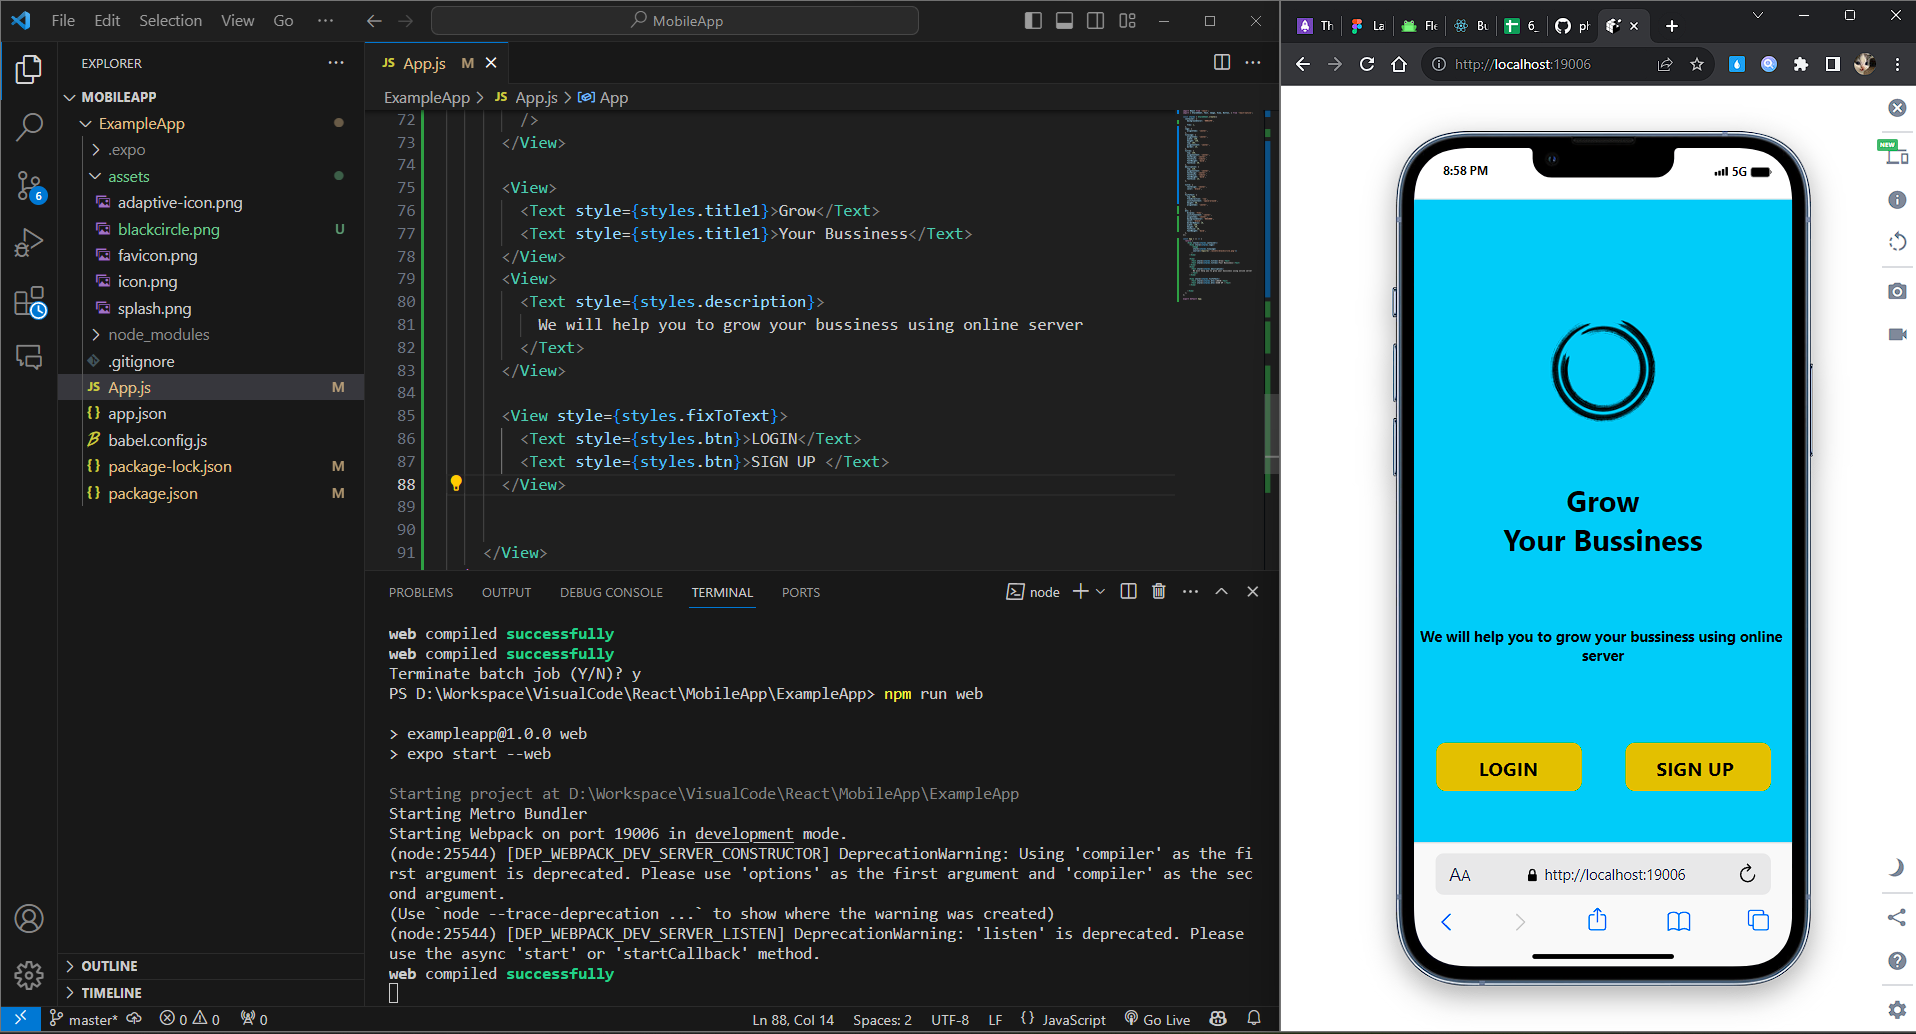 File Edit Selection View Go ···
MobileApp
EXPLORER
MOBILEAPP
ExampleApp
.expo
assets
adaptive-icon.png
blackcircle.png U
favicon.png
icon.png
splash.png
node_modules
.gitignore
JS App.js M
{} app.json
babel.config.js
{} package-lock.json M
{} package.json M
OUTLINE
TIMELINE
JS App.js M
ExampleApp > JS App.js > App
72 />
73 </View>
74
75 <View>
76 <Text style={styles.title1}>Grow</Text>
77 <Text style={styles.title1}>Your Bussiness</Text>
78 </View>
79 <View>
80 <Text style={styles.description}>
81 We will help you to grow your bussiness using online server
82 </Text>
83 </View>
84
85 <View style={styles.fixToText}>
86 <Text style={styles.btn}>LOGIN</Text>
87 <Text style={styles.btn}>SIGN UP </Text>
88 </View>
89
90
91 </View>
PROBLEMS OUTPUT DEBUG CONSOLE TERMINAL PORTS
node
web compiled successfully
web compiled successfully
Terminate batch job (Y/N)? y
PS D:\Workspace\VisualCode\React\MobileApp\ExampleApp> npm run web
> exampleapp@1.0.0 web
> expo start --web
Starting project at D:\Workspace\VisualCode\React\MobileApp\ExampleApp
Starting Metro Bundler
Starting Webpack on port 19006 in development mode.
(node:25544) [DEP_WEBPACK_DEV_SERVER_CONSTRUCTOR] DeprecationWarning: Using 'compiler' as the fi
rst argument is deprecated. Please use 'options' as the first argument and 'compiler' as the sec
ond argument.
(Use `node --trace-deprecation ...` to show where the warning was created)
(node:25544) [DEP_WEBPACK_DEV_SERVER_LISTEN] DeprecationWarning: 'listen' is deprecated. Please
use the async 'start' or 'startCallback' method.
web compiled successfully
6
master* 0 0 0
Ln 88, Col 14 Spaces: 2 UTF-8 LF {} JavaScript Go Live
Th La Fle Bu 6_ ph
http://localhost:19006
NEW
8:58 PM
5G
Grow
Your Bussiness
We will help you to grow your bussiness using online
server
LOGIN SIGN UP
AA http://localhost:19006